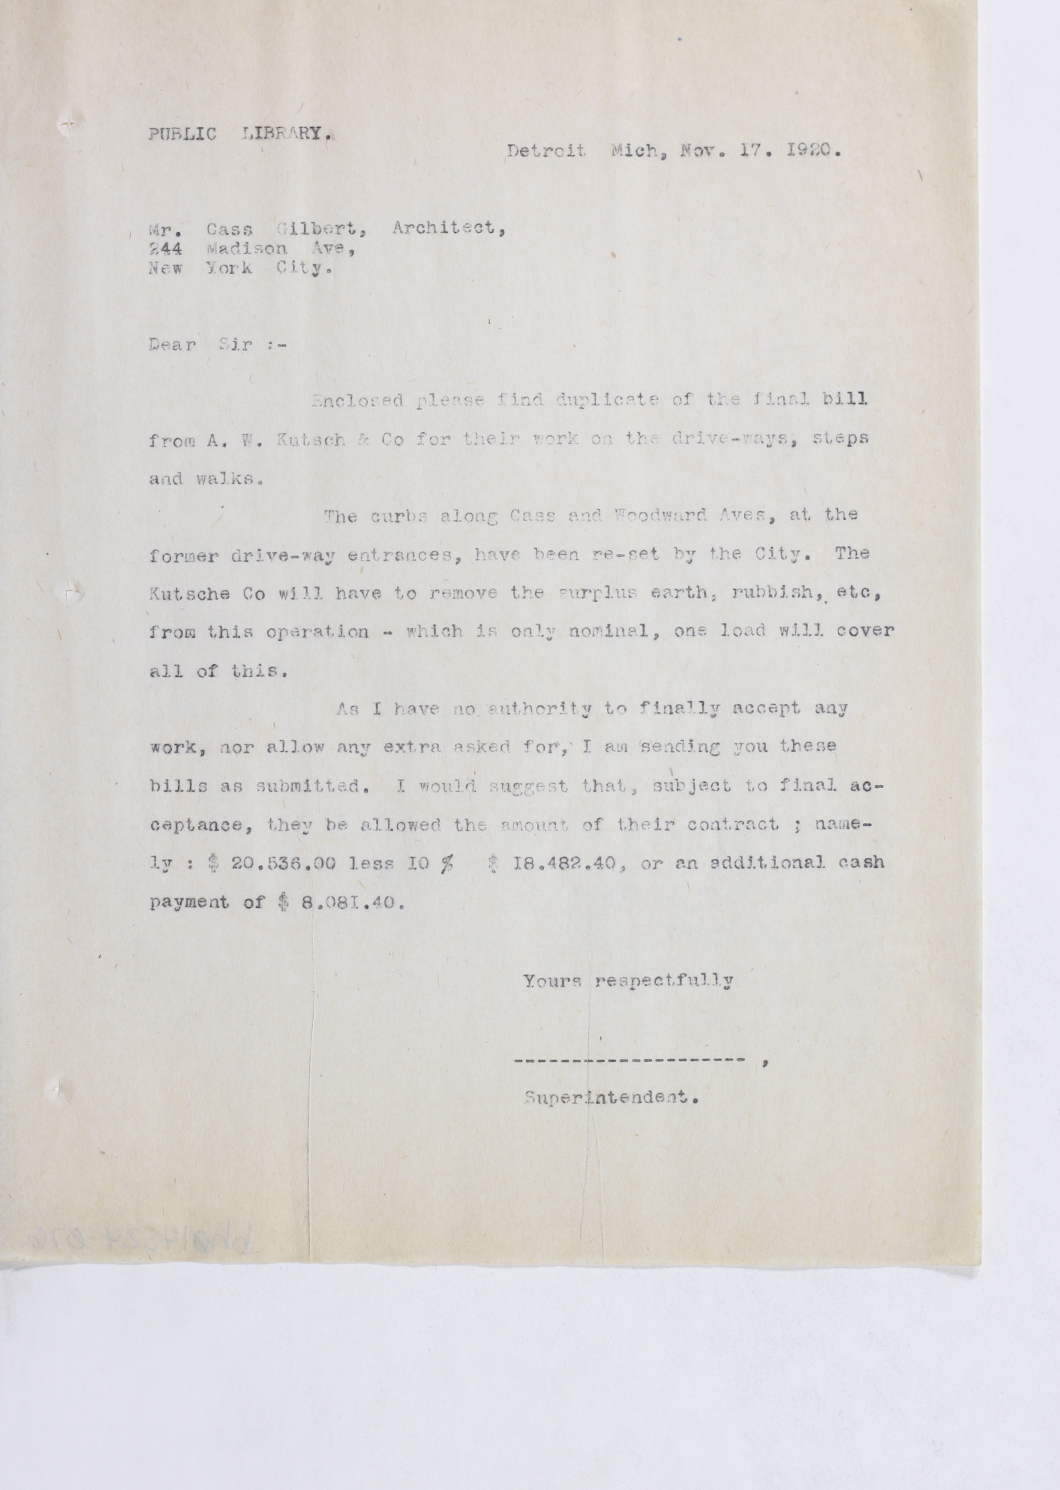 PUBLIC LIBRARY.
Detroit Mich, Nov. 17. 1920.
Mr. Cass Gilbert, Architect,
244 Madison Ave,
New York City.
Dear Sir :-
Enclosed please find duplicate of the final bill
from A. W. Kutsch & Co for their work on the drive-ways, steps
and walks.
The curbs along Cass and Woodward Aves, at the
former drive-way entrances, have been re-set by the City. The
Kutsche Co will have to remove the surplus earth, rubbish, etc,
from this operation - which is only nominal, one load will cover
all of this.
As I have no authority to finally accept any
work, nor allow any extra asked for, I am sending you these
bills as submitted. I would suggest that, subject to final ac-
ceptance, they be allowed the amount of their contract ; name-
ly : $ 20.536.00 less 10 % $ 18.482.40, or an additional cash
payment of $ 8.081.40.
Yours respectfully
-------------------- ,
Superintendent.